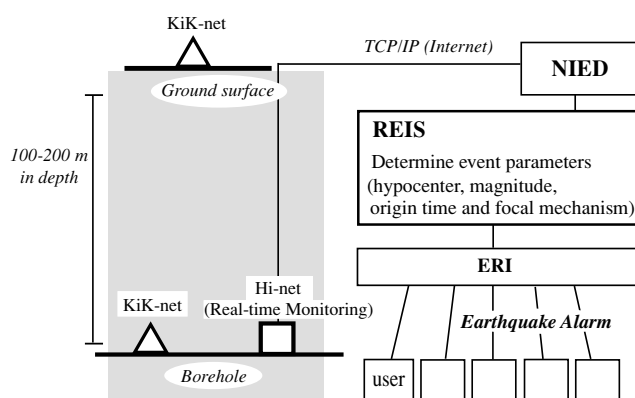 KiK-net
TCP/IP (Internet)
NIED
Ground surface
REIS
Determine event parameters
(hypocenter, magnitude,
origin time and focal mechanism)
100-200 m
in depth
ERI
Hi-net
(Real-time Monitoring)
KiK-net
Earthquake Alarm
user
Borehole